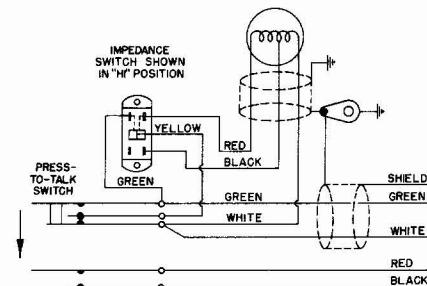 IMPEDANCE
SWITCH SHOWN
IN "HI" POSITION
YELLOW
RED
BLACK
PRESS-
TO-TALK
SWITCH
GREEN
SHIELD
GREEN
GREEN
WHITE
WHITE
RED
BLACK